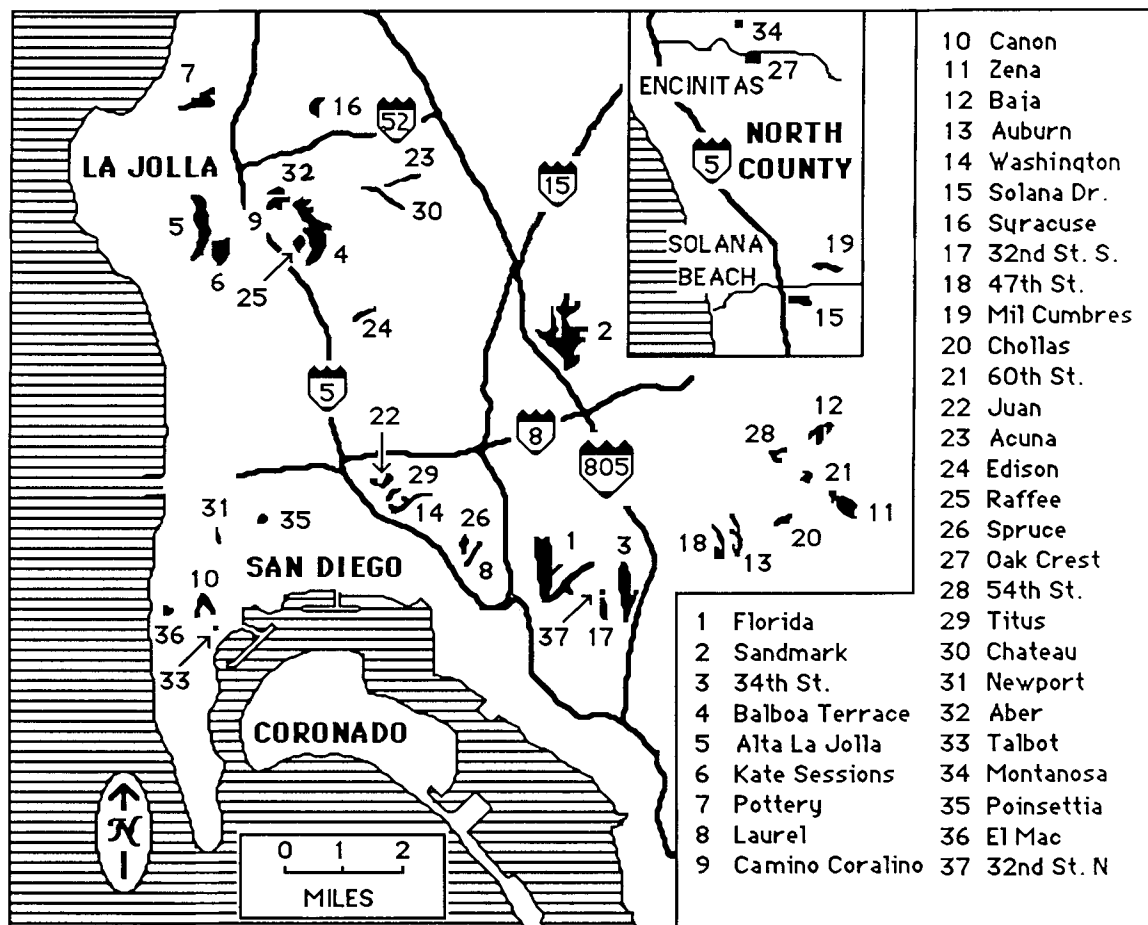 34
27
ENCINITAS
NORTH
COUNTY
5
SOLANA
BEACH
19
15
7
16
52
LA JOLLA
32
23
15
9
30
5
6
25
4
24
2
5
22
8
12
28
805
29
21
14
11
31
35
26
18
13
20
SAN DIEGO
8
1
3
10
36
37
17
33
CORONADO
N
0 1 2
MILES
1 Florida
2 Sandmark
3 34th St.
4 Balboa Terrace
5 Alta La Jolla
6 Kate Sessions
7 Pottery
8 Laurel
9 Camino Coralino
10 Canon
11 Zena
12 Baja
13 Auburn
14 Washington
15 Solana Dr.
16 Syracuse
17 32nd St. S.
18 47th St.
19 Mil Cumbres
20 Chollas
21 60th St.
22 Juan
23 Acuna
24 Edison
25 Raffee
26 Spruce
27 Oak Crest
28 54th St.
29 Titus
30 Chateau
31 Newport
32 Aber
33 Talbot
34 Montanosa
35 Poinsettia
36 El Mac
37 32nd St. N